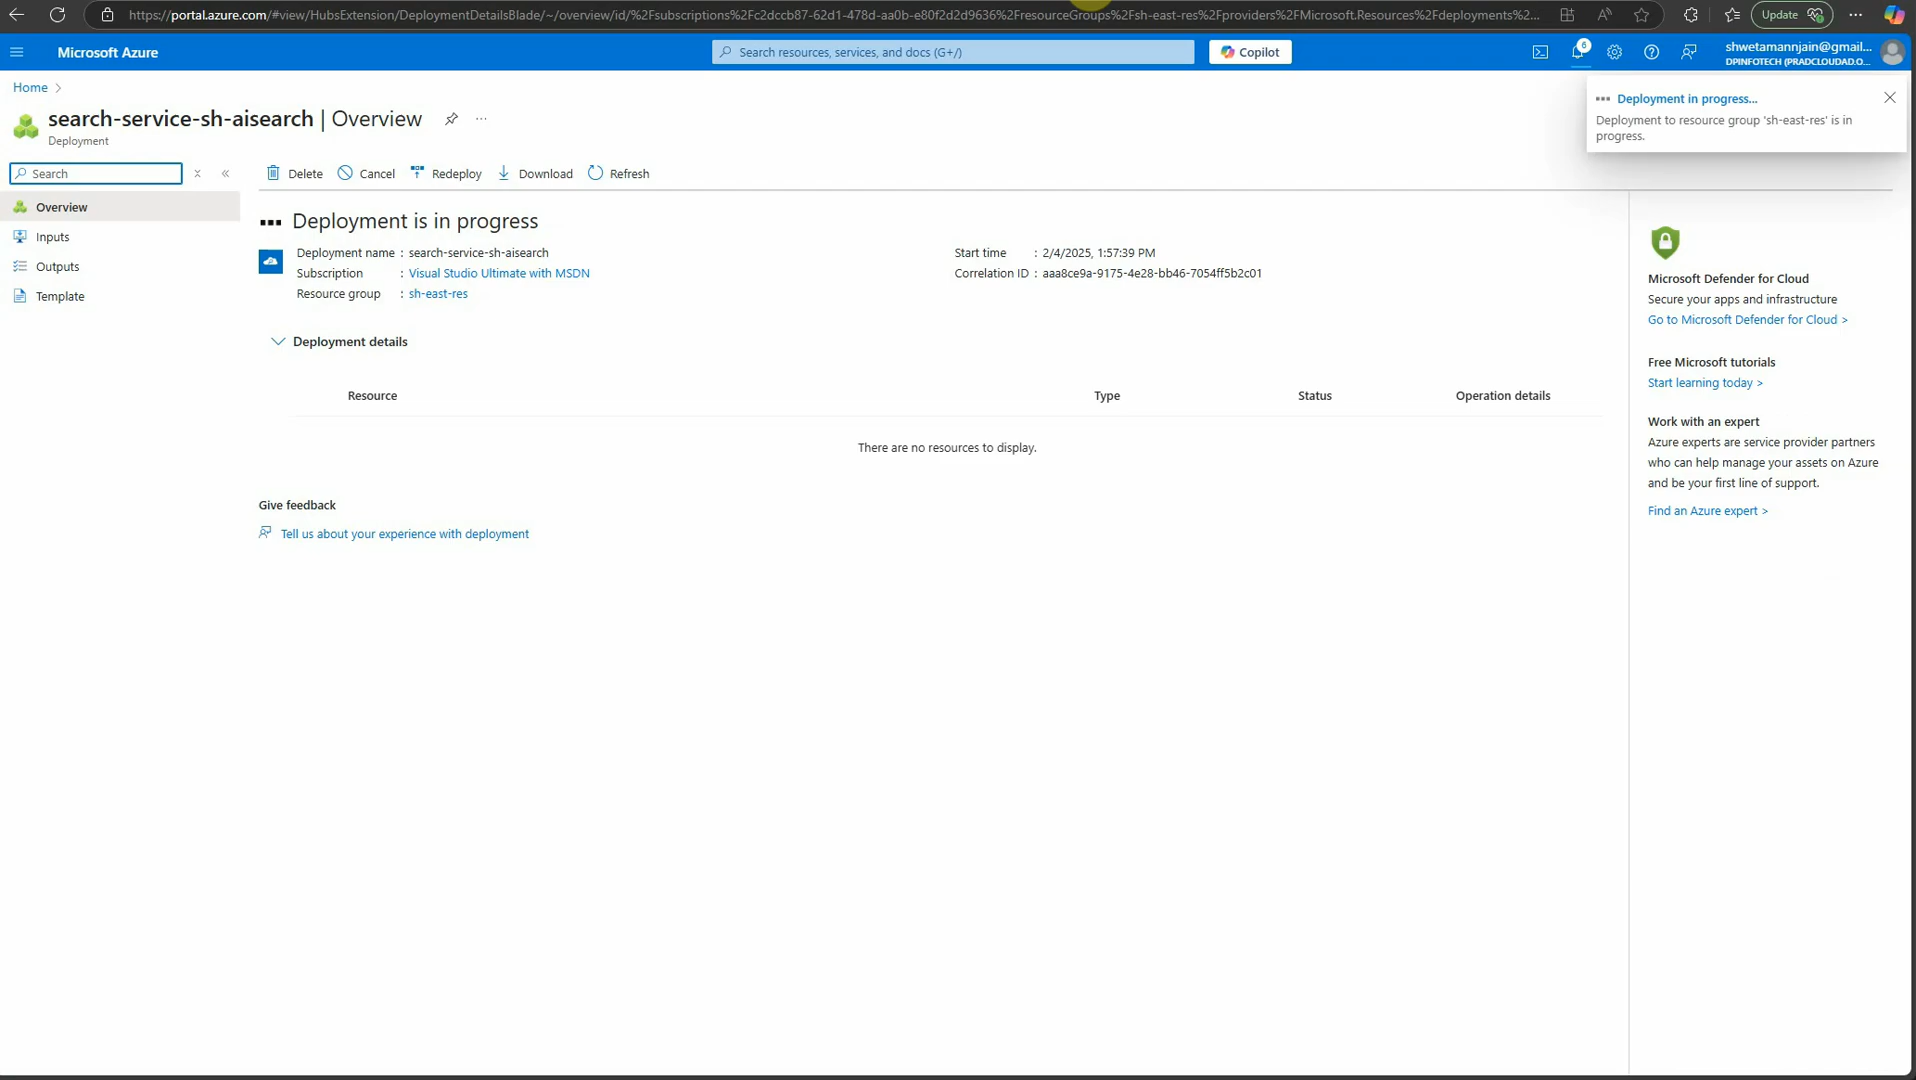 https://portal.azure.com/#view/HubsExtension/DeploymentDetailsBlade/~/overview/id/%2Fsubscriptions%2Fc2dccb87-62d1-478d-aa0b-e80f2d2d9636%2FresourceGroups%2Fsh-east-res%2Fproviders%2FMicrosoft.Resources%2Fdeployments%2...
Update
Microsoft Azure
Search resources, services, and docs (G+/)
Copilot
6
shwetamannjain@gmail...
DPINFOTECH (PRADCLOUDAD.O...
Home
Deployment in progress...
Deployment to resource group 'sh-east-res' is in
progress.
search-service-sh-aisearch | Overview
Deployment
Search
Delete
Cancel
Redeploy
Download
Refresh
Overview
Inputs
Outputs
Template
Deployment is in progress
Deployment name : search-service-sh-aisearch
Subscription : Visual Studio Ultimate with MSDN
Resource group : sh-east-res
Start time : 2/4/2025, 1:57:39 PM
Correlation ID : aaa8ce9a-9175-4e28-bb46-7054ff5b2c01
Deployment details
Resource Type Status Operation details
There are no resources to display.
Give feedback
Tell us about your experience with deployment
Microsoft Defender for Cloud
Secure your apps and infrastructure
Go to Microsoft Defender for Cloud >
Free Microsoft tutorials
Start learning today >
Work with an expert
Azure experts are service provider partners
who can help manage your assets on Azure
and be your first line of support.
Find an Azure expert >